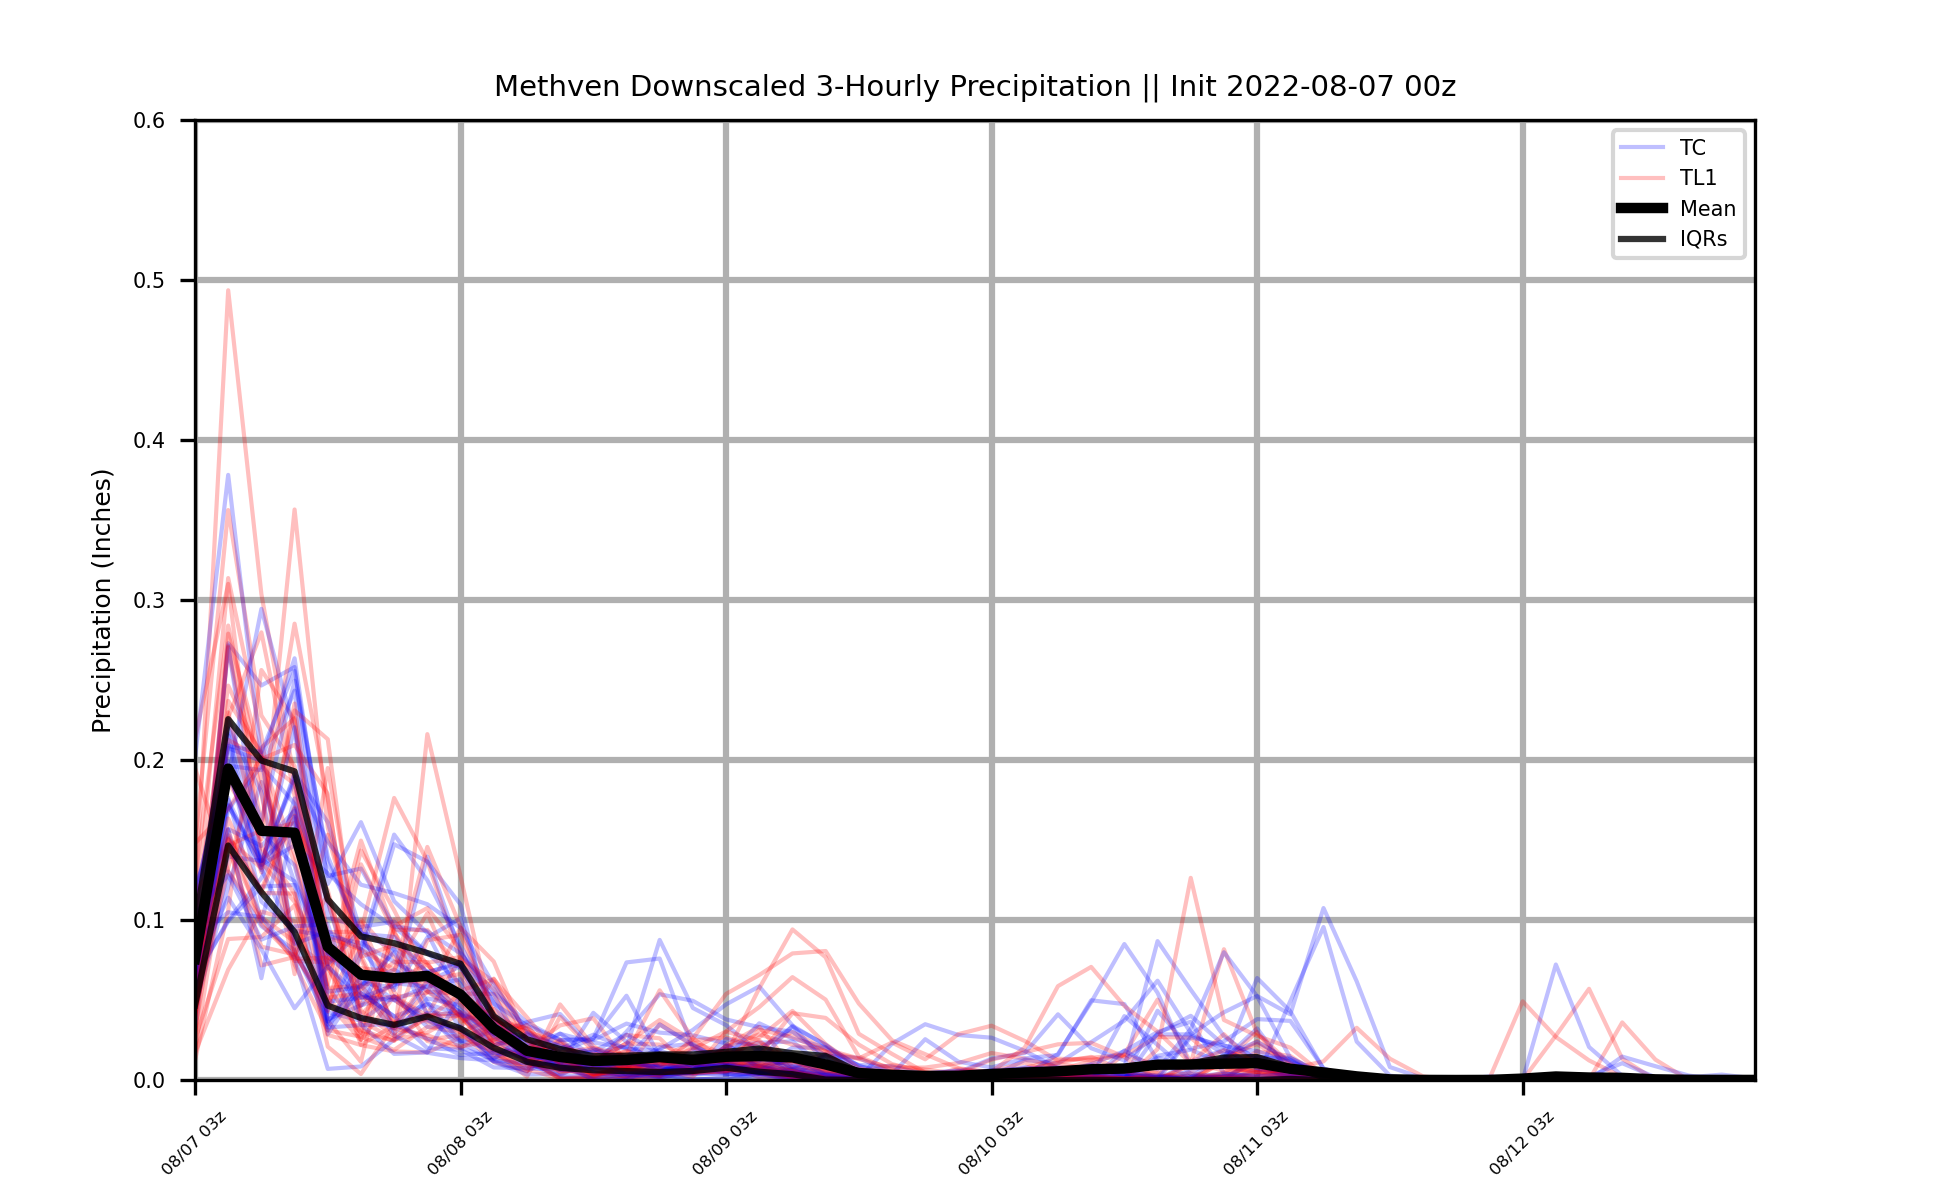 Methven Downscaled 3-Hourly Precipitation || Init 2022-08-07 00z
0.6
0.5
0.4
0.3
0.2
0.1
0.0
Precipitation (Inches)
TC
TL1
Mean
IQRs
08/07 03z
08/08 03z
08/09 03z
08/10 03z
08/11 03z
08/12 03z